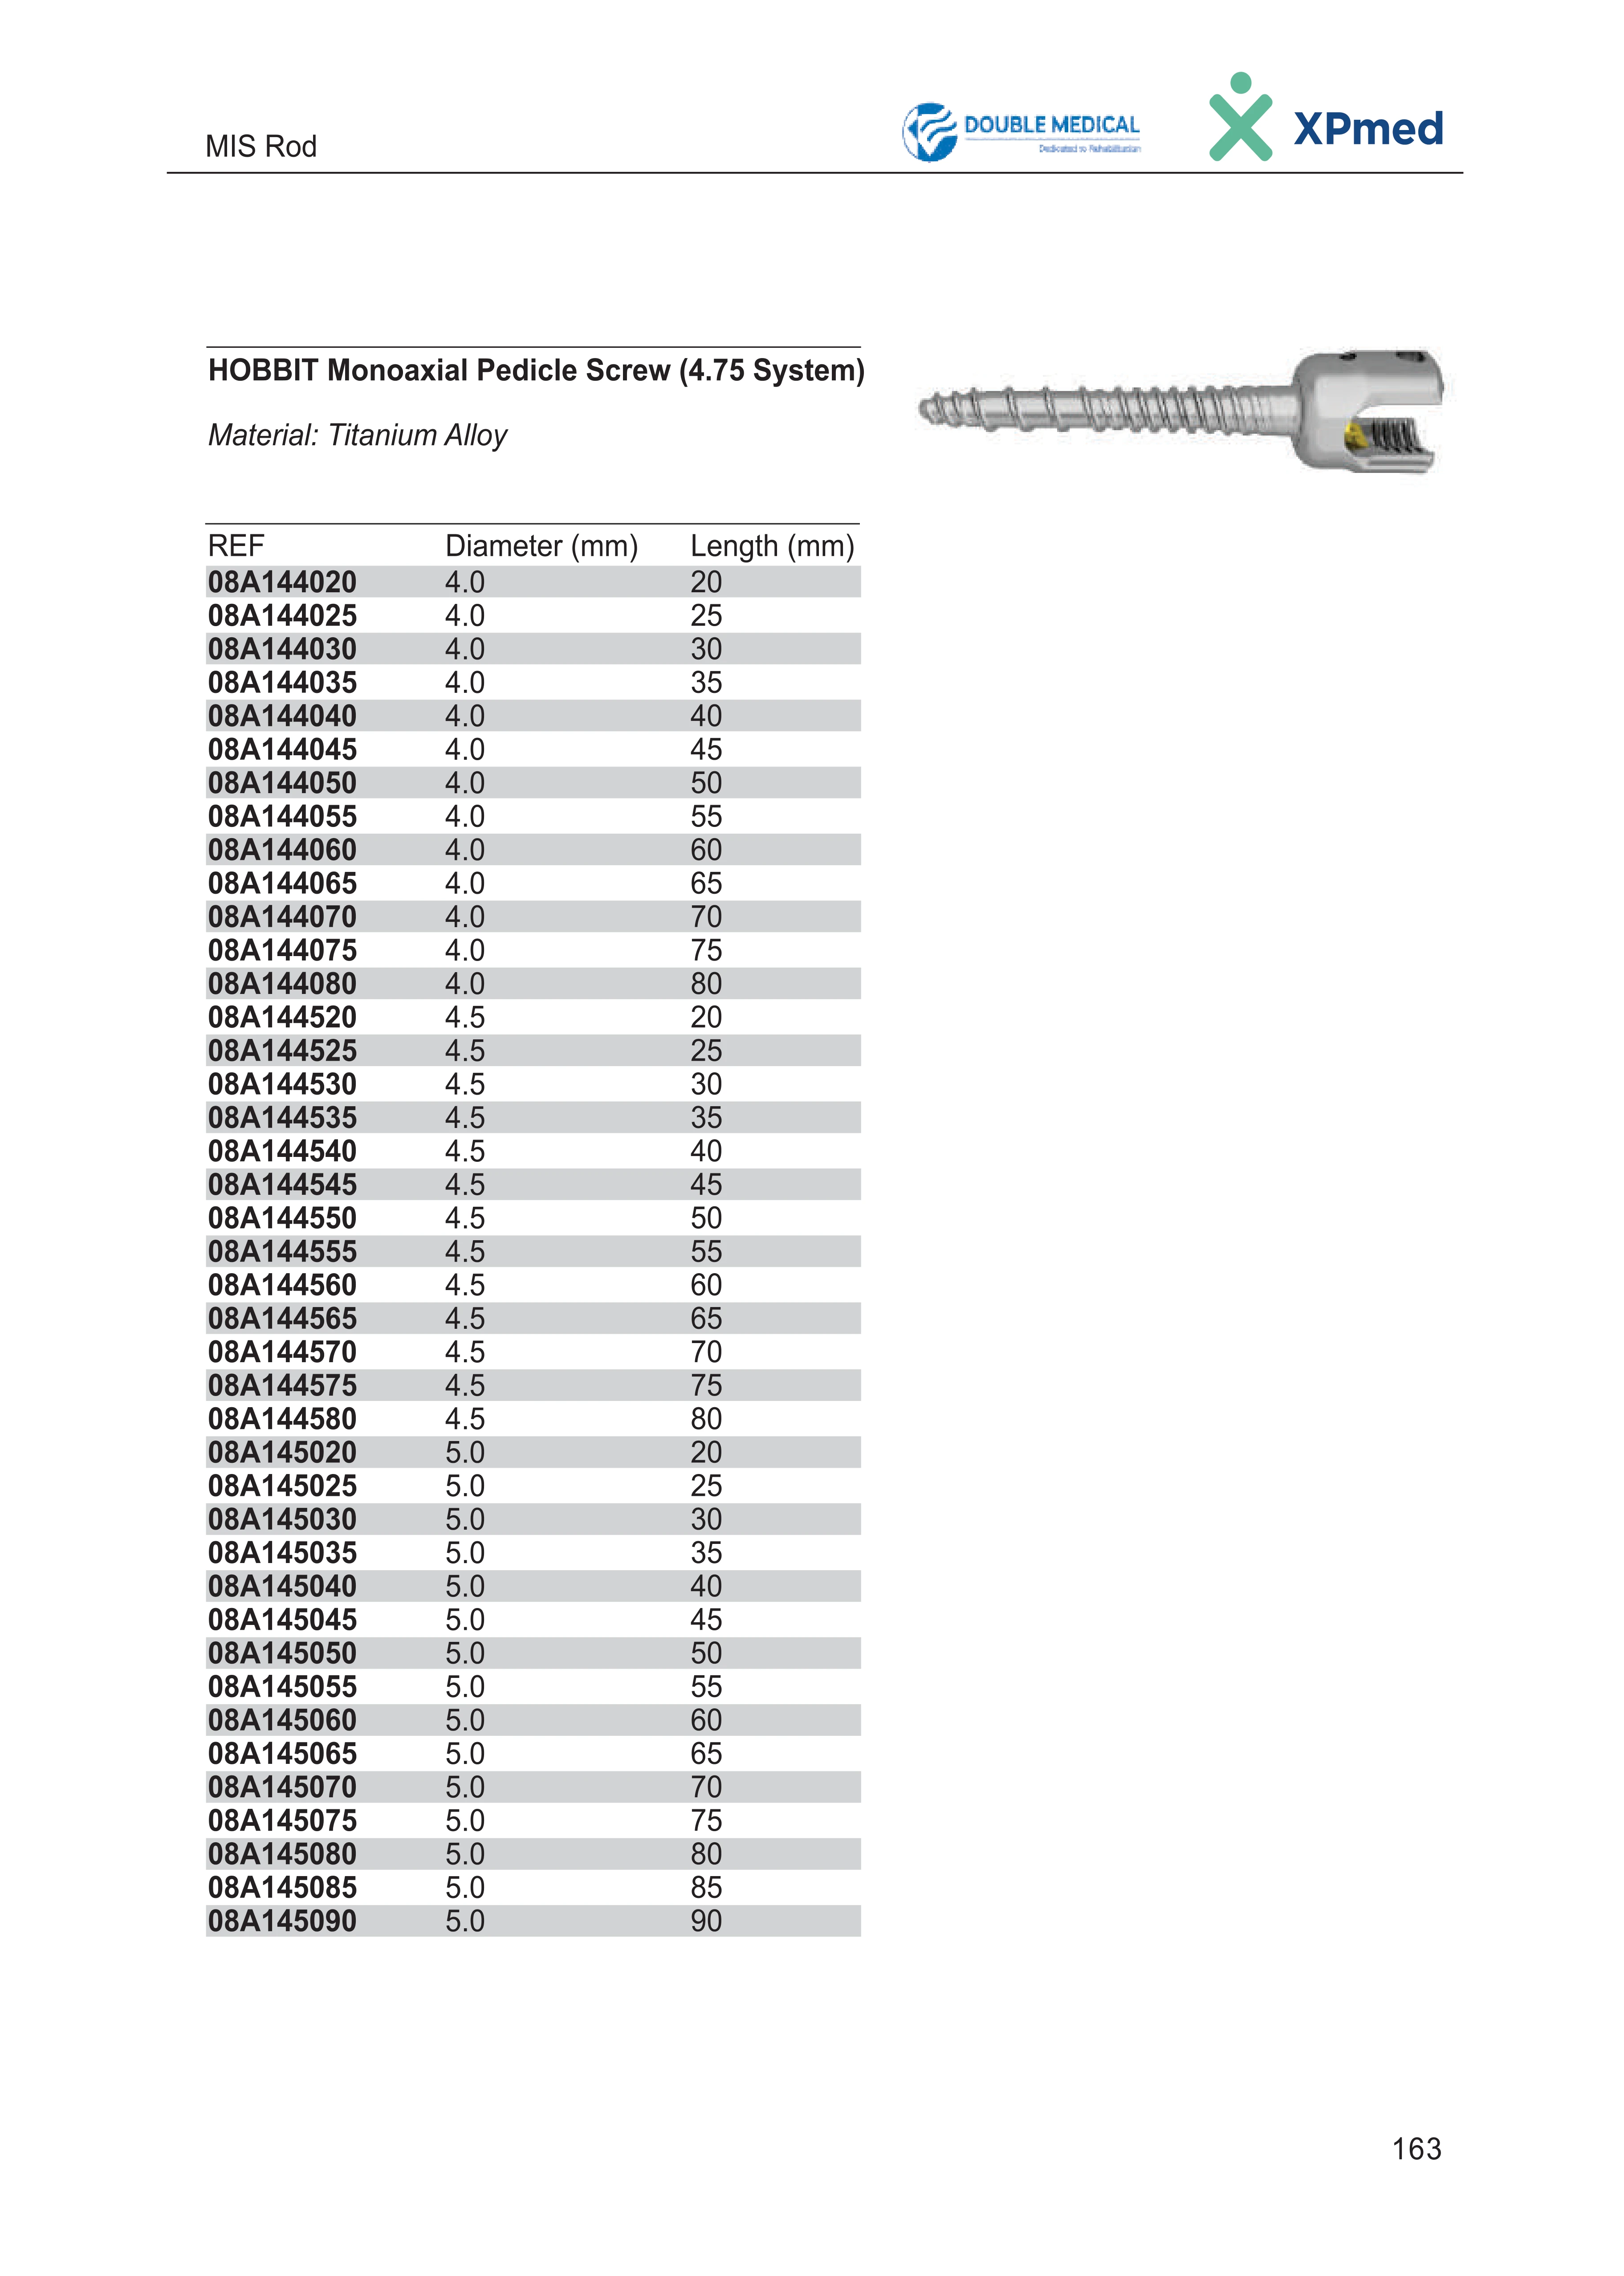 MIS Rod
DOUBLE MEDICAL
Dedicated to Rehabilitation
XPmed
HOBBIT Monoaxial Pedicle Screw (4.75 System)
Material: Titanium Alloy
REF Diameter (mm) Length (mm)
08A144020 4.0 20
08A144025 4.0 25
08A144030 4.0 30
08A144035 4.0 35
08A144040 4.0 40
08A144045 4.0 45
08A144050 4.0 50
08A144055 4.0 55
08A144060 4.0 60
08A144065 4.0 65
08A144070 4.0 70
08A144075 4.0 75
08A144080 4.0 80
08A144520 4.5 20
08A144525 4.5 25
08A144530 4.5 30
08A144535 4.5 35
08A144540 4.5 40
08A144545 4.5 45
08A144550 4.5 50
08A144555 4.5 55
08A144560 4.5 60
08A144565 4.5 65
08A144570 4.5 70
08A144575 4.5 75
08A144580 4.5 80
08A145020 5.0 20
08A145025 5.0 25
08A145030 5.0 30
08A145035 5.0 35
08A145040 5.0 40
08A145045 5.0 45
08A145050 5.0 50
08A145055 5.0 55
08A145060 5.0 60
08A145065 5.0 65
08A145070 5.0 70
08A145075 5.0 75
08A145080 5.0 80
08A145085 5.0 85
08A145090 5.0 90
163